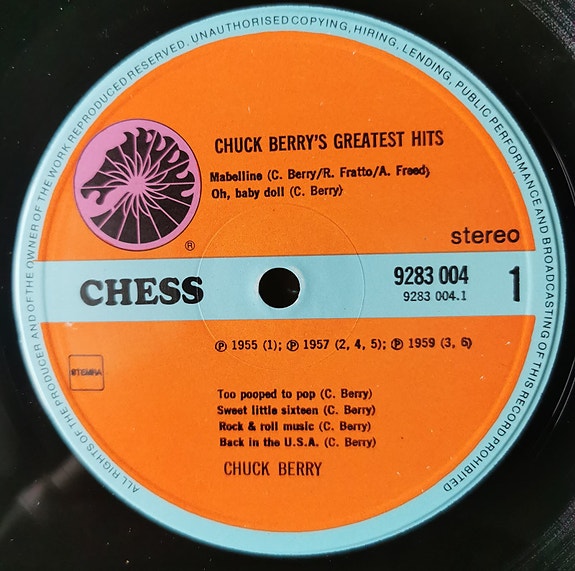 ALL RIGHTS OF THE PRODUCER AND OF THE OWNER OF THE WORK REPRODUCED RESERVED. UNAUTHORISED COPYING, HIRING, LENDING, PUBLIC PERFORMANCE AND BROADCASTING OF THIS RECORD PROHIBITED
CHUCK BERRY'S GREATEST HITS
Mabelline (C. Berry/R. Fratto/A. Freed)
Oh, baby doll (C. Berry)
®
stereo
CHESS
9283 004
9283 004.1
1
℗ 1955 (1); ℗ 1957 (2, 4, 5); ℗ 1959 (3, 6)
STEMRA
Too pooped to pop (C. Berry)
Sweet little sixteen (C. Berry)
Rock & roll music (C. Berry)
Back in the U.S.A. (C. Berry)
CHUCK BERRY